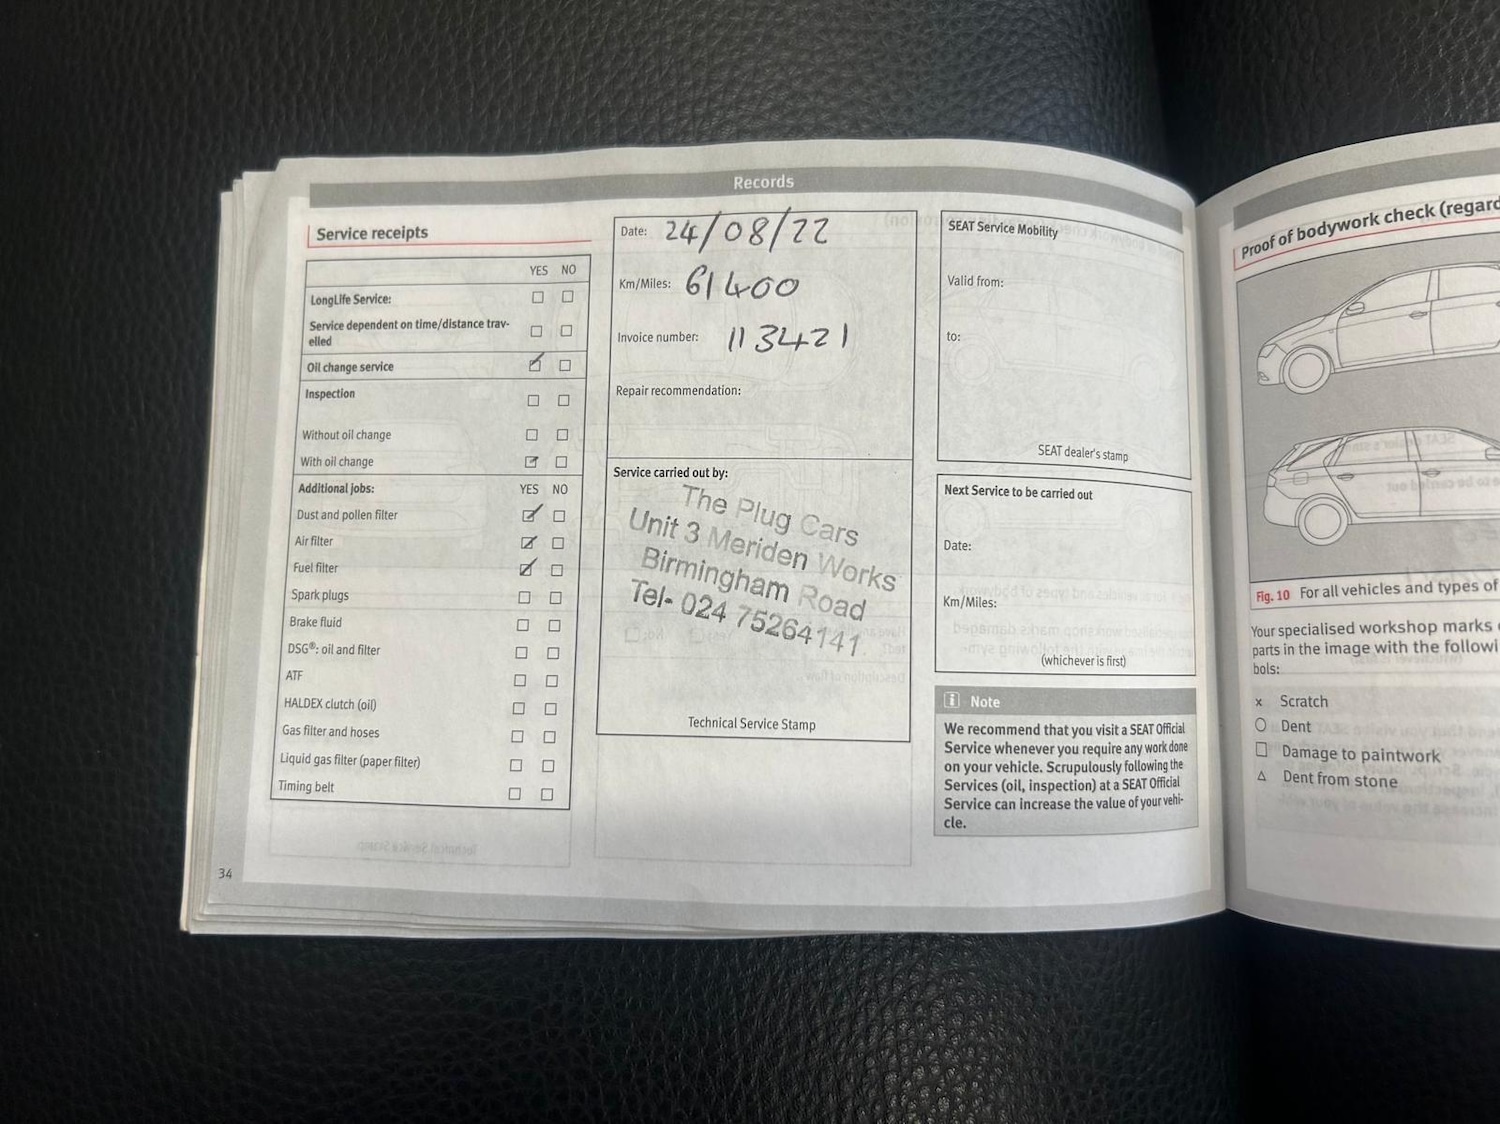 Records
Service receipts
YES NO
LongLife Service:
Service dependent on time/distance trav-
elled
Oil change service
Inspection
Without oil change
With oil change
Additional jobs: YES NO
Dust and pollen filter
Air filter
Fuel filter
Spark plugs
Brake fluid
DSG®: oil and filter
ATF
HALDEX clutch (oil)
Gas filter and hoses
Liquid gas filter (paper filter)
Timing belt
34
Date: 24/08/22
Km/Miles: 61400
Invoice number: 113421
Repair recommendation:
Service carried out by:
The Plug Cars
Unit 3 Meriden Works
Birmingham Road
Tel- 024 75264141
Technical Service Stamp
SEAT Service Mobility
Valid from:
to:
SEAT dealer's stamp
Next Service to be carried out
Date:
Km/Miles:
(whichever is first)
i Note
We recommend that you visit a SEAT Official
Service whenever you require any work done
on your vehicle. Scrupulously following the
Services (oil, inspection) at a SEAT Official
Service can increase the value of your vehi-
cle.
Proof of bodywork check (regard
Fig. 10 For all vehicles and types of
Your specialised workshop marks
parts in the image with the followi
bols:
x Scratch
○ Dent
□ Damage to paintwork
△ Dent from stone